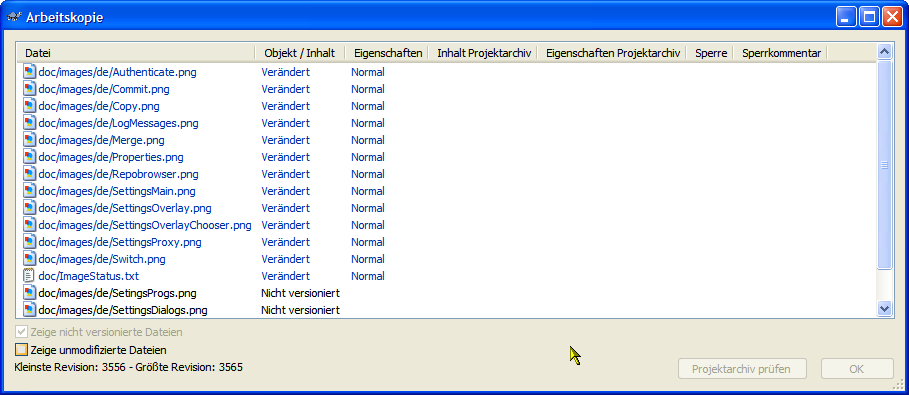 Arbeitskopie
Datei Objekt / Inhalt Eigenschaften Inhalt Projektarchiv Eigenschaften Projektarchiv Sperre Sperrkommentar
doc/images/de/Authenticate.png Verändert Normal
doc/images/de/Commit.png Verändert Normal
doc/images/de/Copy.png Verändert Normal
doc/images/de/LogMessages.png Verändert Normal
doc/images/de/Merge.png Verändert Normal
doc/images/de/Properties.png Verändert Normal
doc/images/de/Repobrowser.png Verändert Normal
doc/images/de/SettingsMain.png Verändert Normal
doc/images/de/SettingsOverlay.png Verändert Normal
doc/images/de/SettingsOverlayChooser.png Verändert Normal
doc/images/de/SettingsProxy.png Verändert Normal
doc/images/de/Switch.png Verändert Normal
doc/ImageStatus.txt Verändert Normal
doc/images/de/SetingsProgs.png Nicht versioniert
doc/images/de/SettingsDialogs.png Nicht versioniert
Zeige nicht versionierte Dateien
Zeige unmodifizierte Dateien
Kleinste Revision: 3556 - Größte Revision: 3565
Projektarchiv prüfen OK